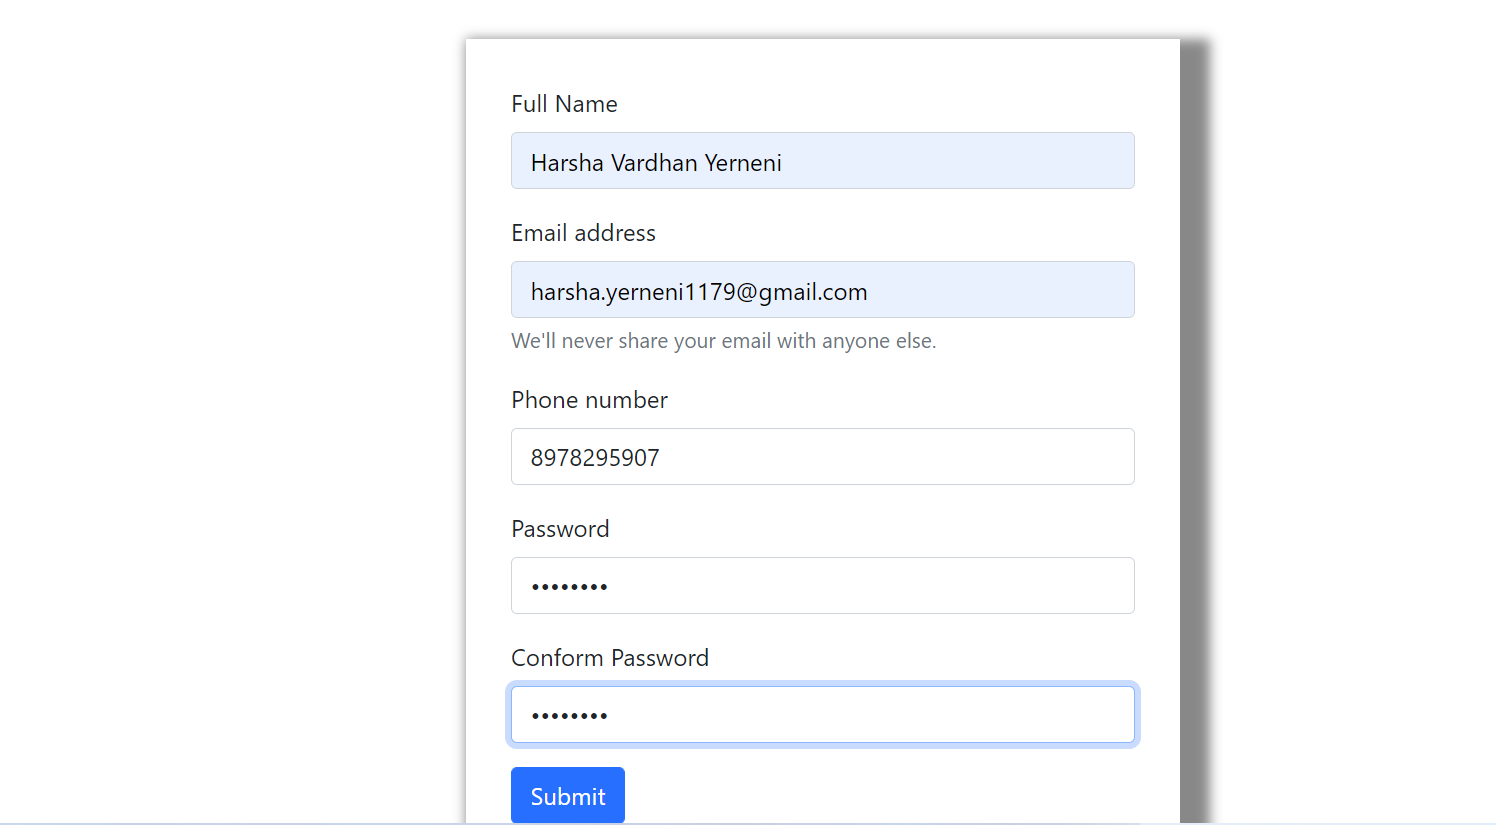 Full Name
Harsha Vardhan Yerneni
Email address
harsha.yerneni1179@gmail.com
We'll never share your email with anyone else.
Phone number
8978295907
Password
••••••••
Conform Password
••••••••
Submit